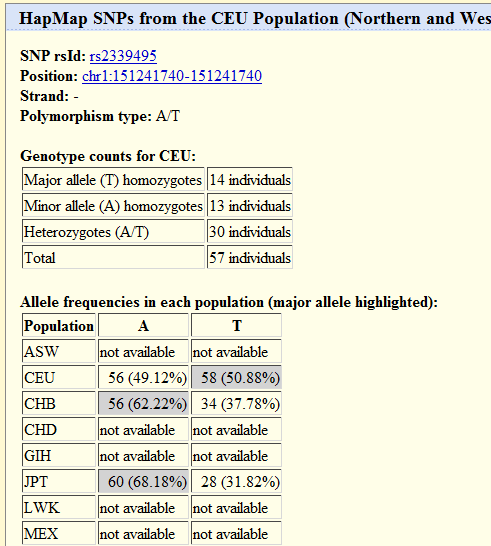 HapMap SNPs from the CEU Population (Northern and Wes
SNP rsId: rs2339495
Position: chr1:151241740-151241740
Strand: -
Polymorphism type: A/T
Genotype counts for CEU:
Major allele (T) homozygotes 14 individuals
Minor allele (A) homozygotes 13 individuals
Heterozygotes (A/T) 30 individuals
Total 57 individuals
Allele frequencies in each population (major allele highlighted):
Population A T
ASW not available not available
CEU 56 (49.12%) 58 (50.88%)
CHB 56 (62.22%) 34 (37.78%)
CHD not available not available
GIH not available not available
JPT 60 (68.18%) 28 (31.82%)
LWK not available not available
MEX not available not available